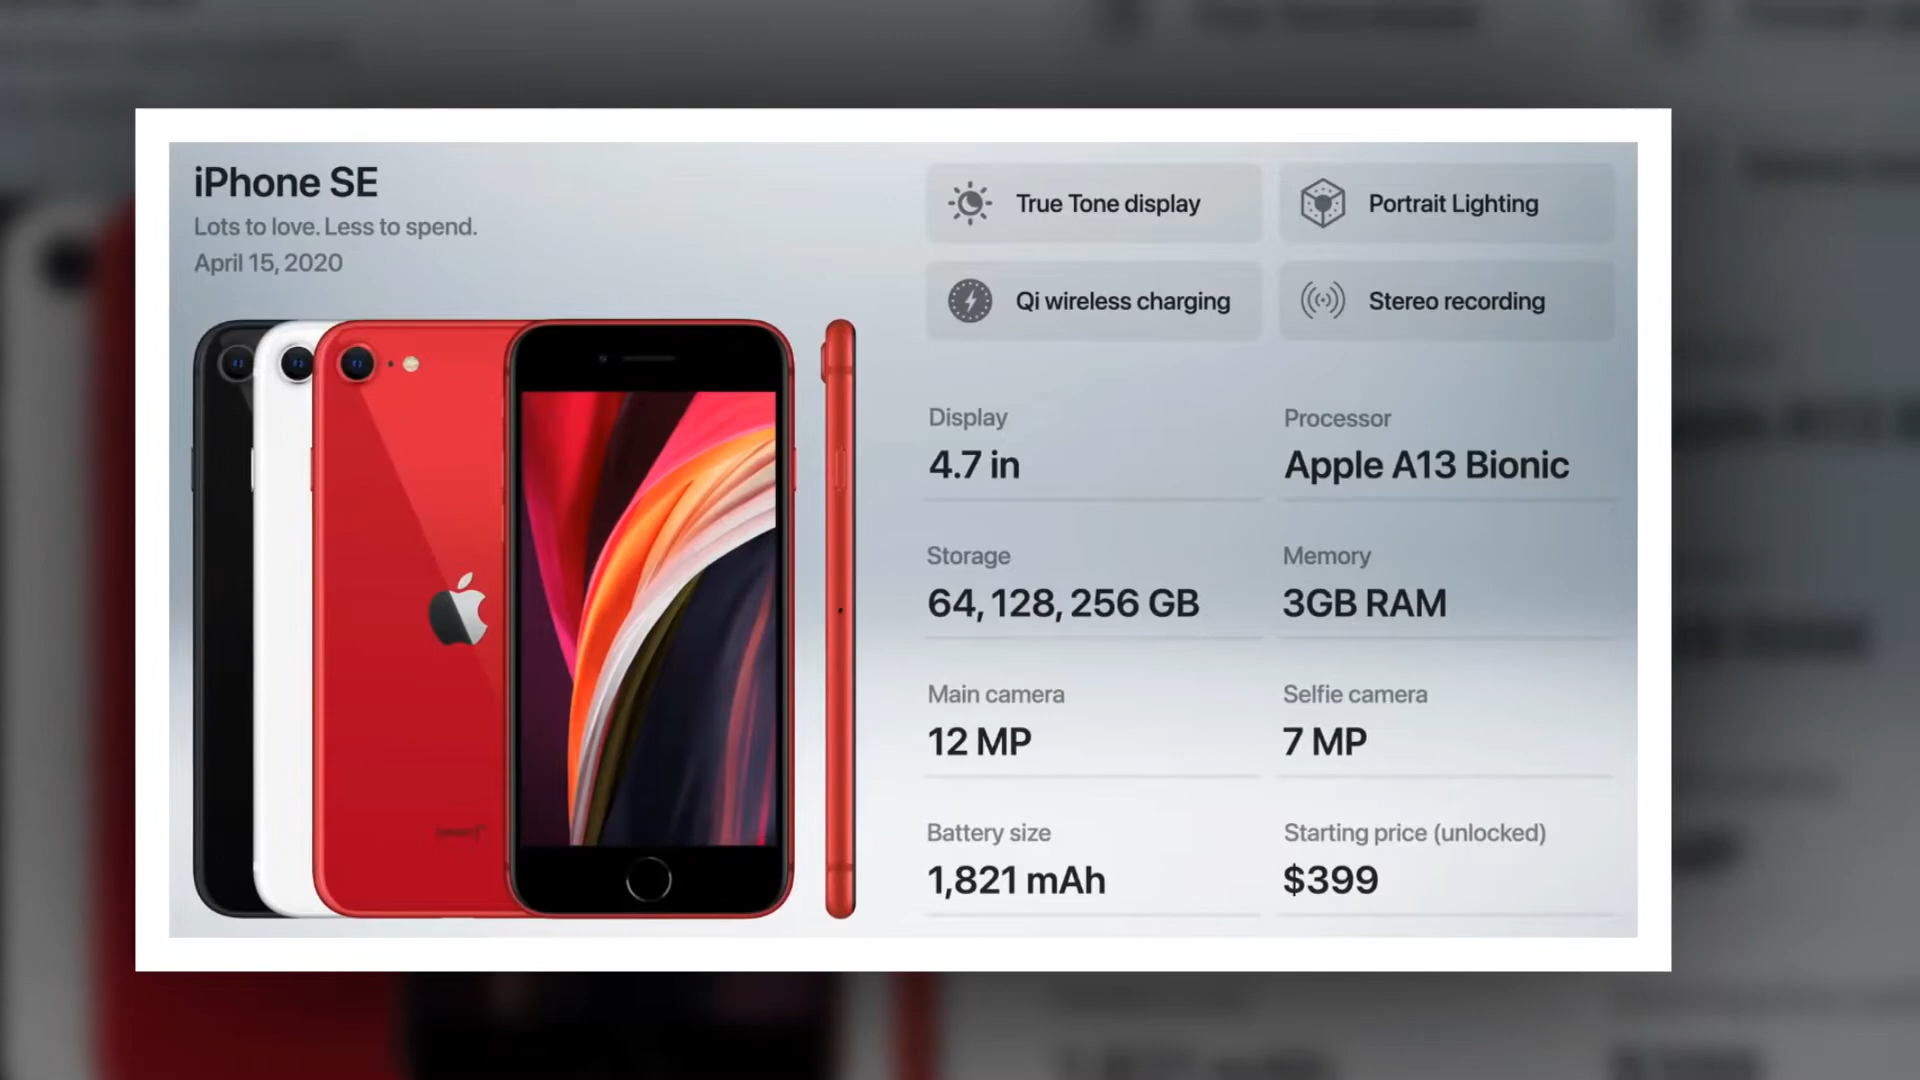 iPhone SE
Lots to love. Less to spend.
April 15, 2020
True Tone display
Portrait Lighting
Qi wireless charging
Stereo recording
Display
4.7 in
Processor
Apple A13 Bionic
Storage
64, 128, 256 GB
Memory
3GB RAM
Main camera
12 MP
Selfie camera
7 MP
Battery size
1,821 mAh
Starting price (unlocked)
$399